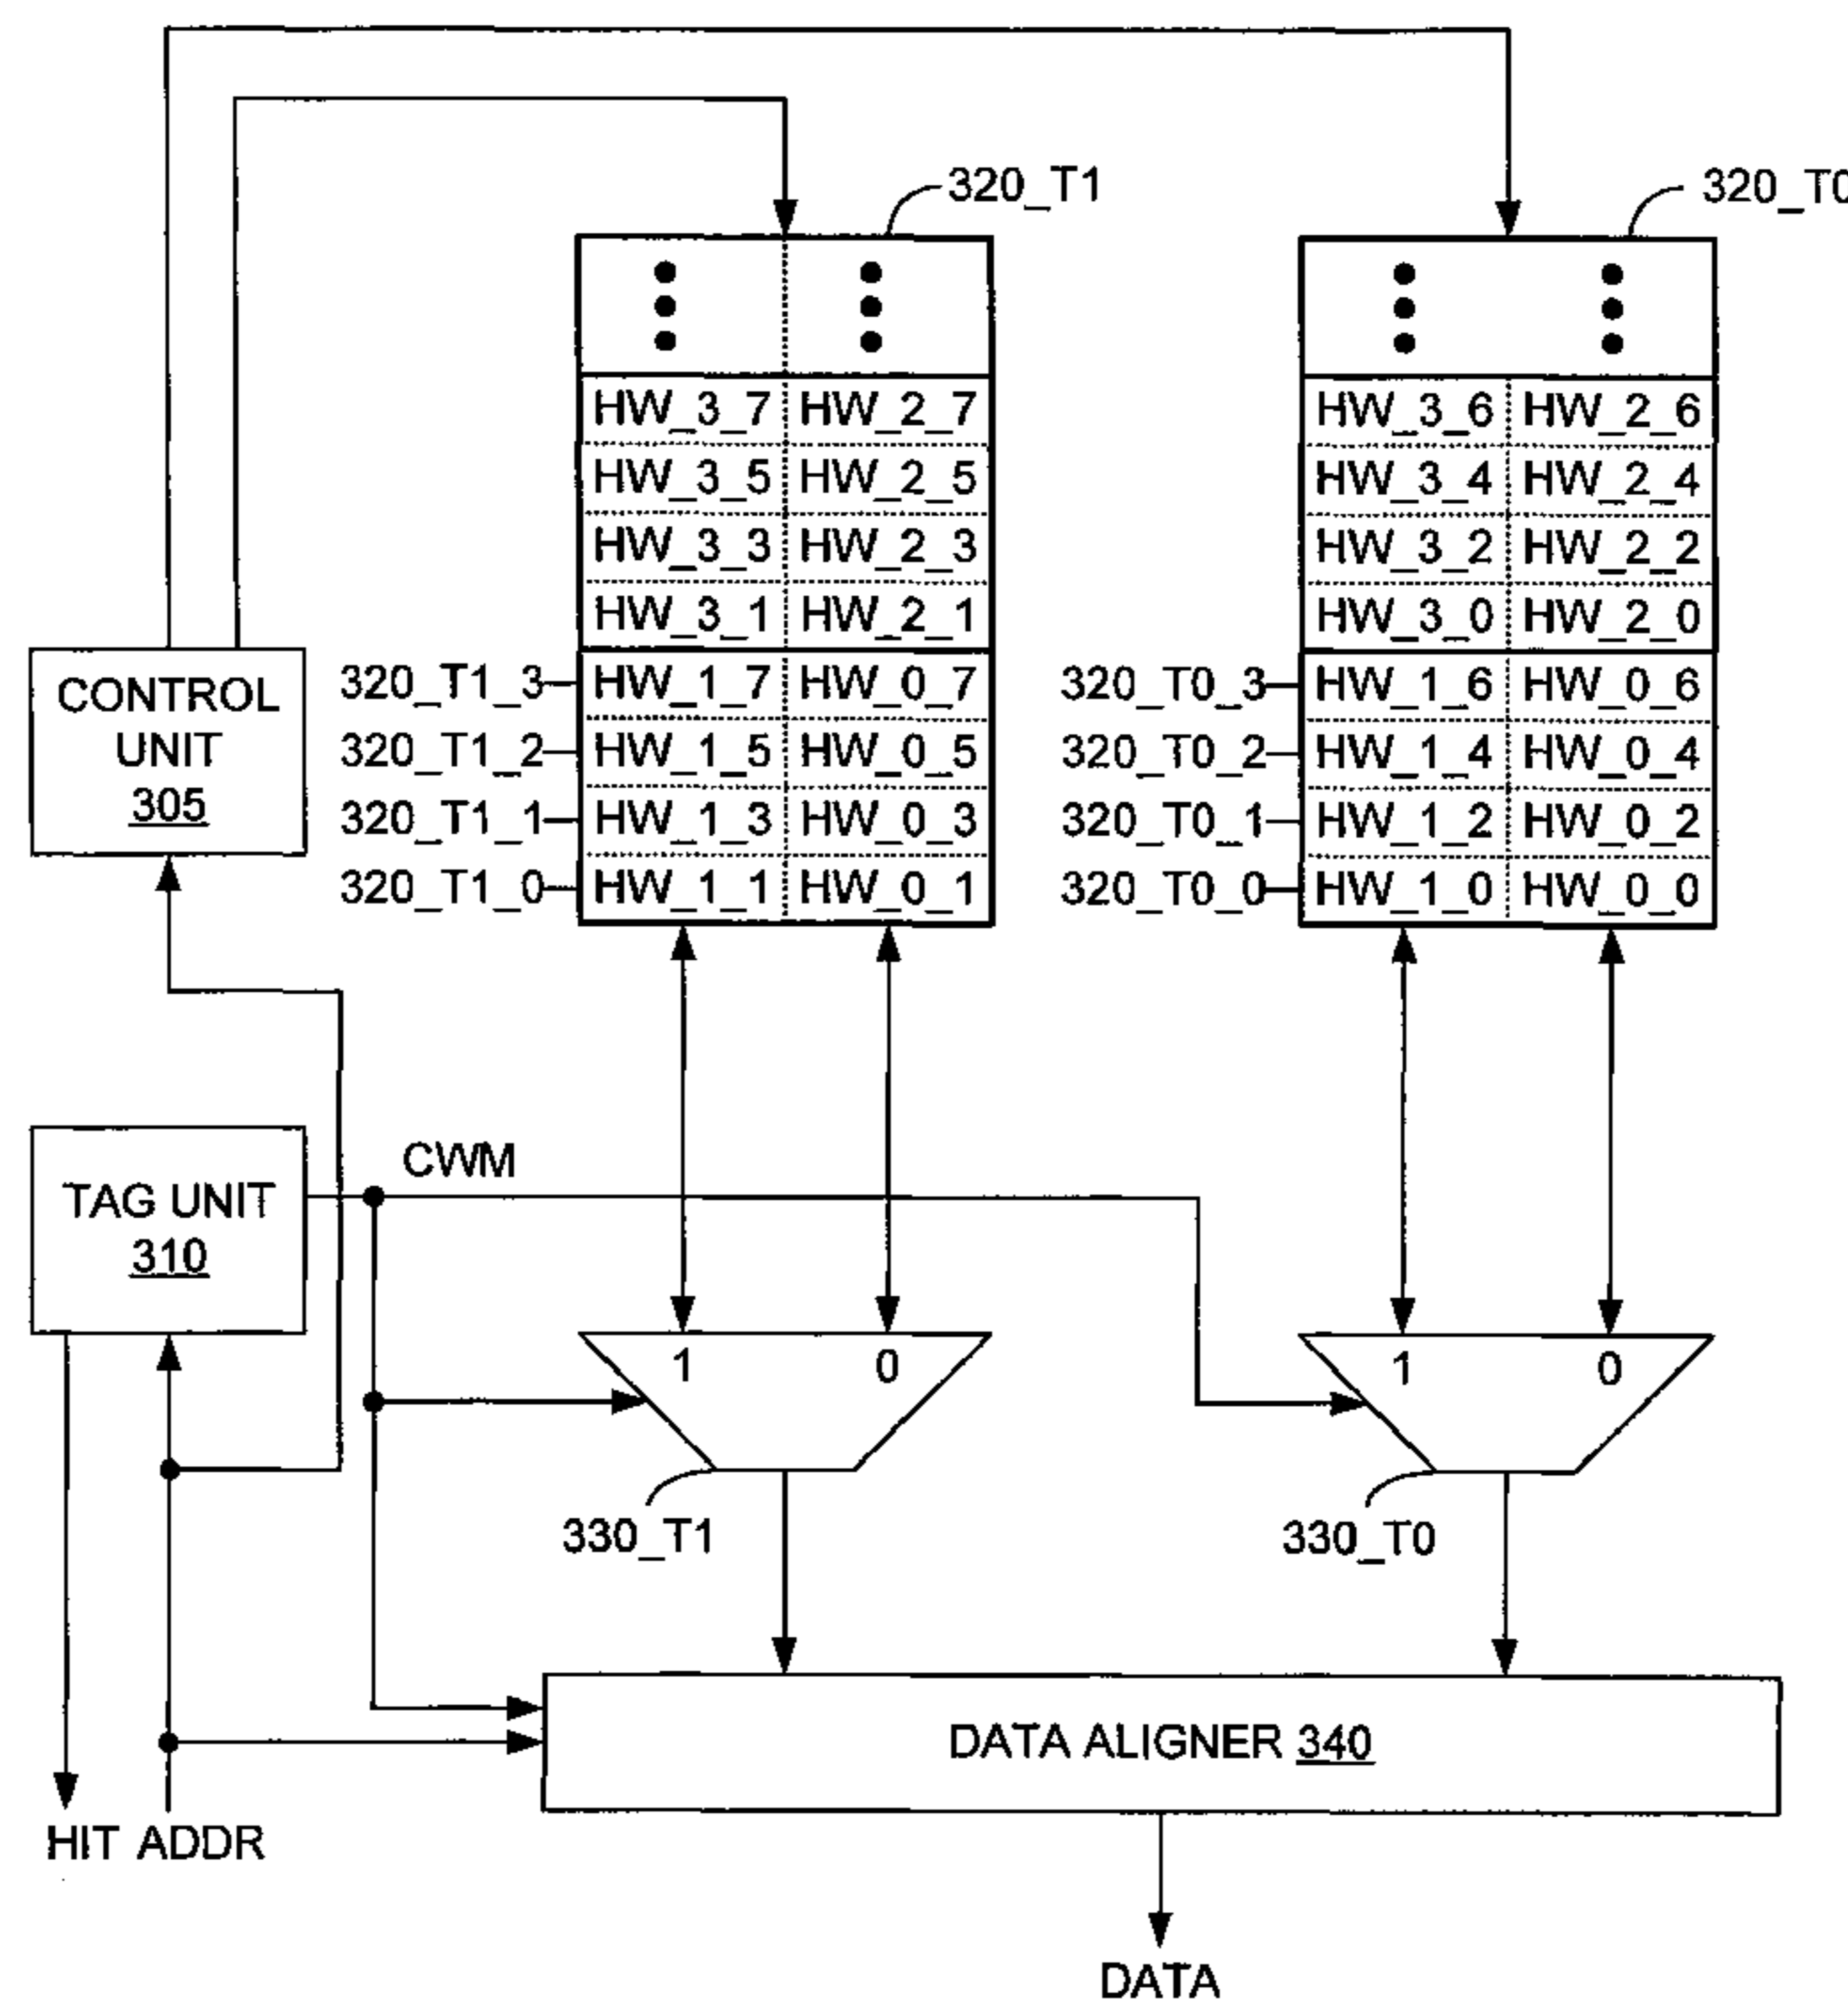 320_T1
320_T0
HW_3_7 HW_2_7
HW_3_5 HW_2_5
HW_3_3 HW_2_3
HW_3_1 HW_2_1
320_T1_3 HW_1_7 HW_0_7
320_T1_2 HW_1_5 HW_0_5
320_T1_1 HW_1_3 HW_0_3
320_T1_0 HW_1_1 HW_0_1
HW_3_6 HW_2_6
HW_3_4 HW_2_4
HW_3_2 HW_2_2
HW_3_0 HW_2_0
320_T0_3 HW_1_6 HW_0_6
320_T0_2 HW_1_4 HW_0_4
320_T0_1 HW_1_2 HW_0_2
320_T0_0 HW_1_0 HW_0_0
CONTROL
UNIT
305
CWM
TAG UNIT
310
1 0
1 0
330_T1
330_T0
DATA ALIGNER 340
HIT ADDR
DATA